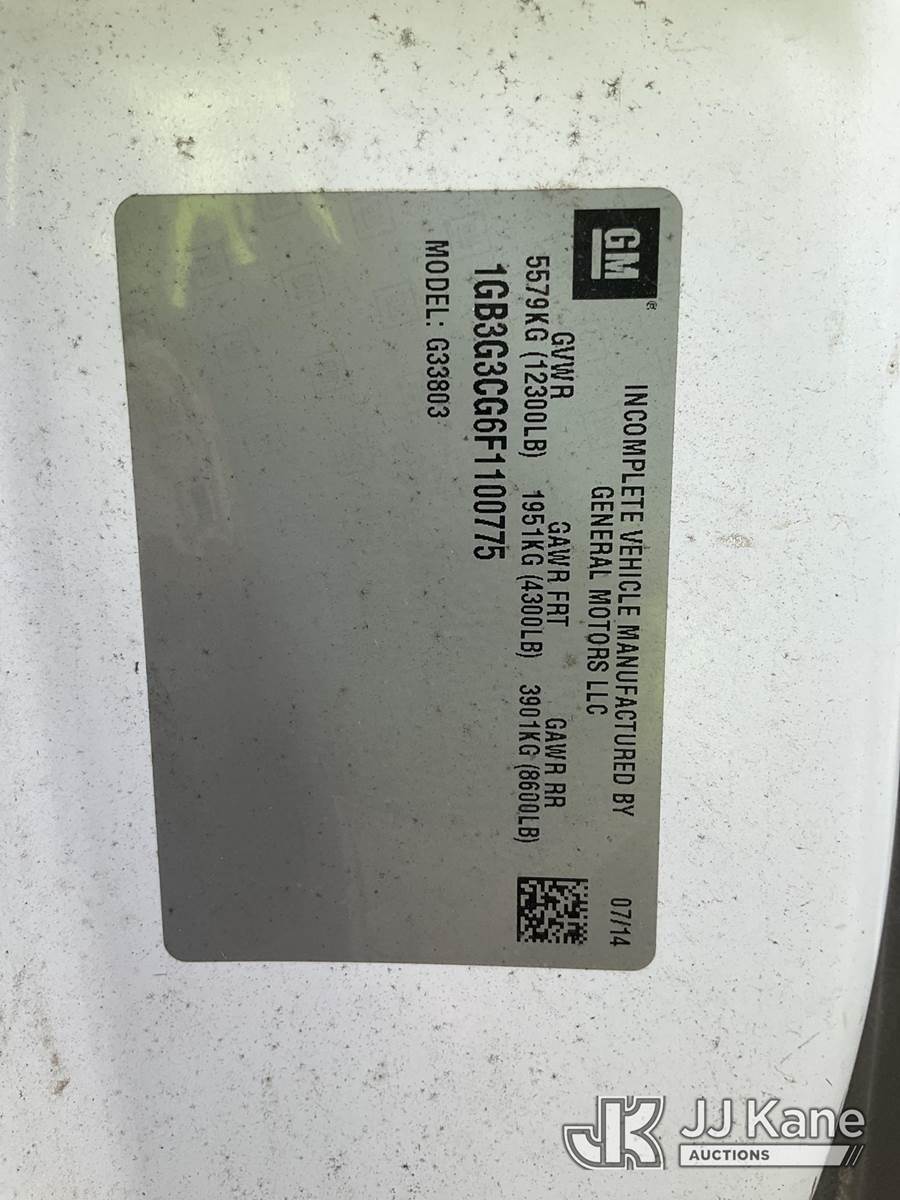 GM ®
INCOMPLETE VEHICLE MANUFACTURED BY 07/14
GENERAL MOTORS LLC
GVWR GAWR FRT GAWR RR
5579KG (12300LB) 1951KG (4300LB) 3901KG (8600LB)
1GB3G3CG6F1100775
MODEL: G33803
JK JJ Kane
AUCTIONS